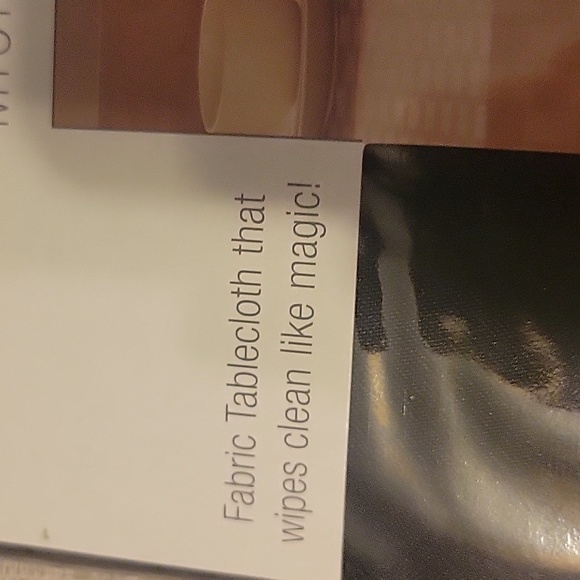 Fabric Tablecloth that
wipes clean like magic!